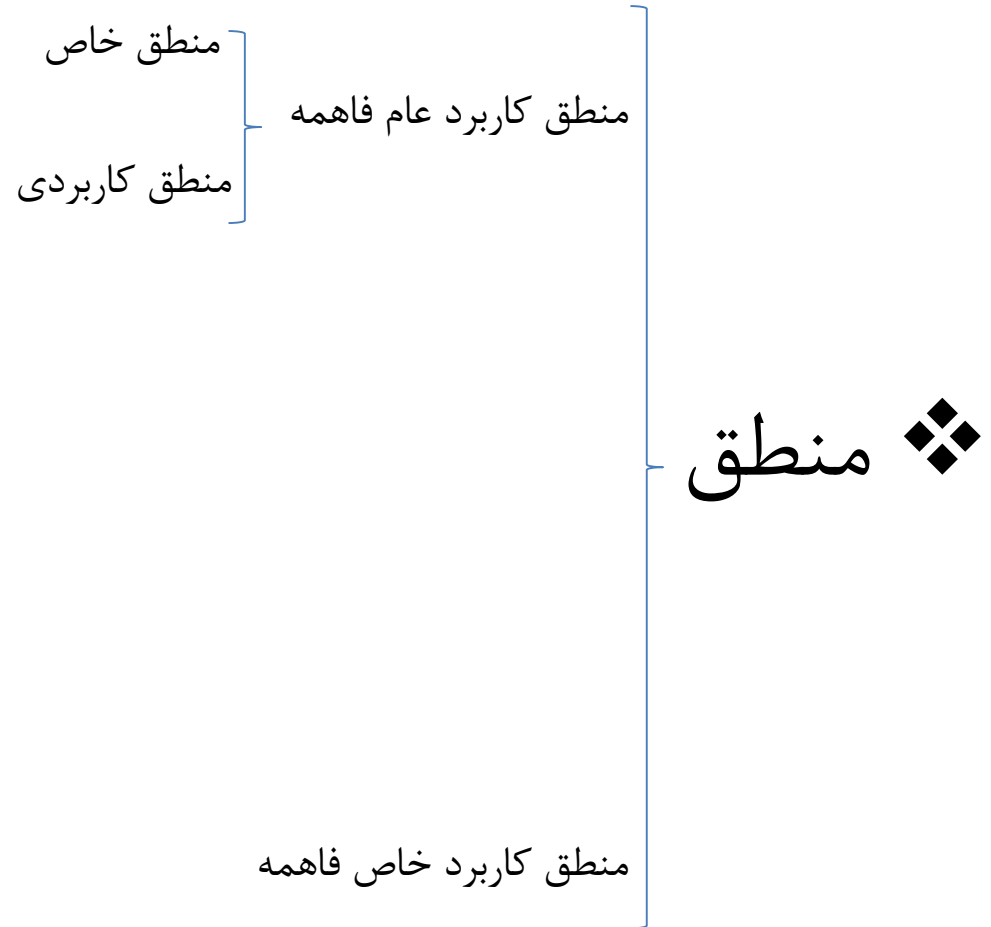 ❖ منطق
منطق کاربرد عام فاهمه
منطق خاص
منطق کاربردی
منطق کاربرد خاص فاهمه